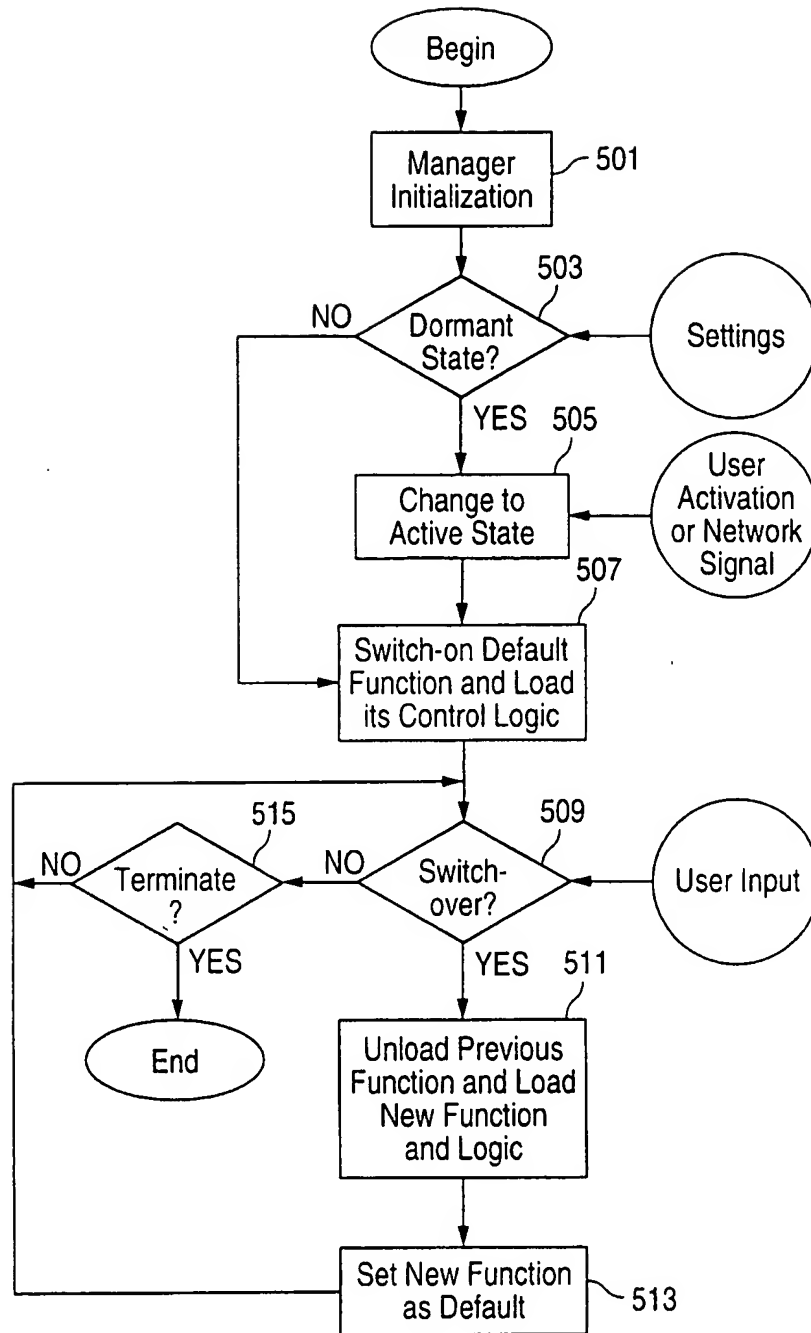 Begin
Manager
Initialization
501
503
NO
Dormant
State?
Settings
YES
505
Change to
Active State
User
Activation
or Network
Signal
507
Switch-on Default
Function and Load
its Control Logic
515
509
NO
Terminate
?
NO
Switch-
over?
User Input
YES
YES
511
End
Unload Previous
Function and Load
New Function
and Logic
Set New Function
as Default
513